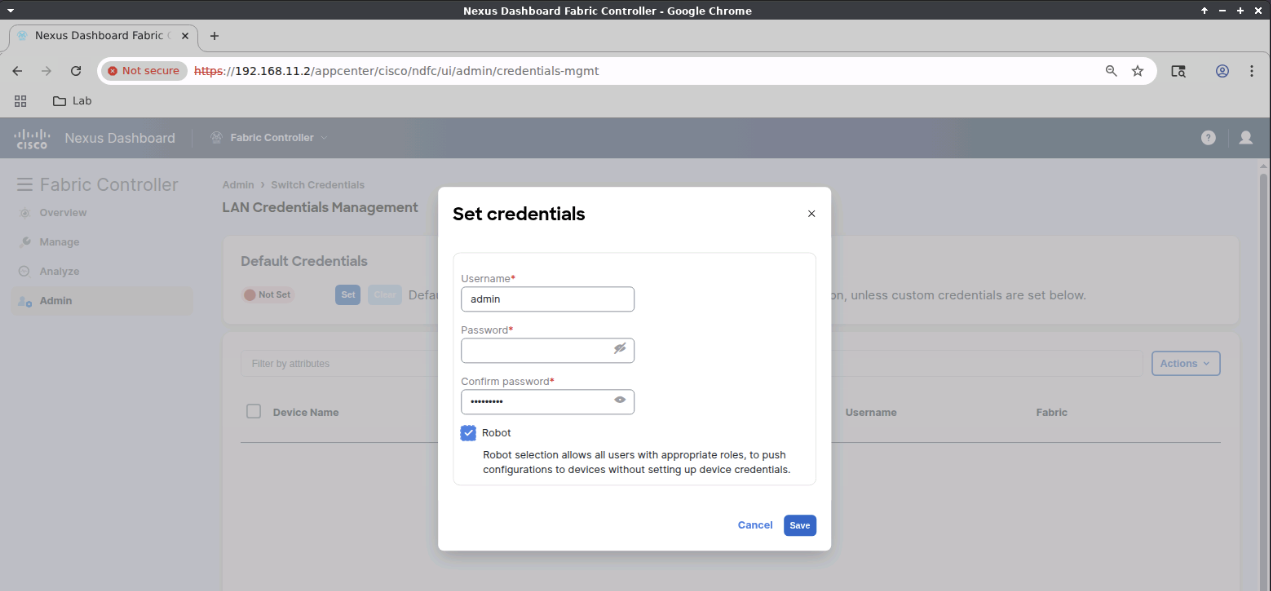 Nexus Dashboard Fabric Controller - Google Chrome
Nexus Dashboard Fabric
Not secure https://192.168.11.2/appcenter/cisco/ndfc/ui/admin/credentials-mgmt
Lab
CISCO Nexus Dashboard Fabric Controller
Fabric Controller
Overview
Manage
Analyze
Admin
Admin > Switch Credentials
LAN Credentials Management
Default Credentials
Not Set Set Clear Defau on, unless custom credentials are set below.
Filter by attributes Actions
Device Name Username Fabric
Set credentials
Username*
admin
Password*
Confirm password*
•••••••••
Robot
Robot selection allows all users with appropriate roles, to push
configurations to devices without setting up device credentials.
Cancel Save